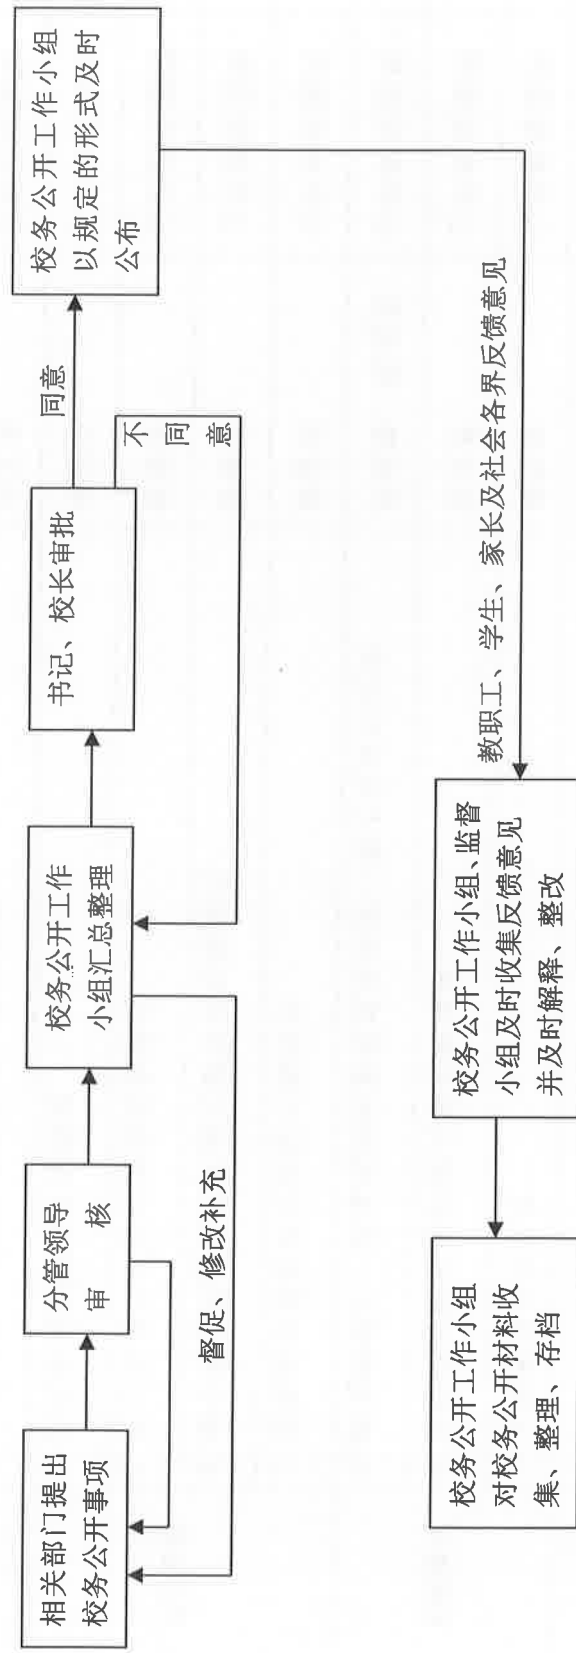 相关部门提出
校务公开事项
分管领导
审 核
校务公开工作
小组汇总整理
督促、修改补充
书记、校长审批
同意
不同意
校务公开工作小组
以规定的形式及时
公布
教职工、学生、家长及社会各界反馈意见
校务公开工作小组、监督
小组及时收集反馈意见
并及时解释、整改
校务公开工作小组
对校务公开材料收
集、整理、存档